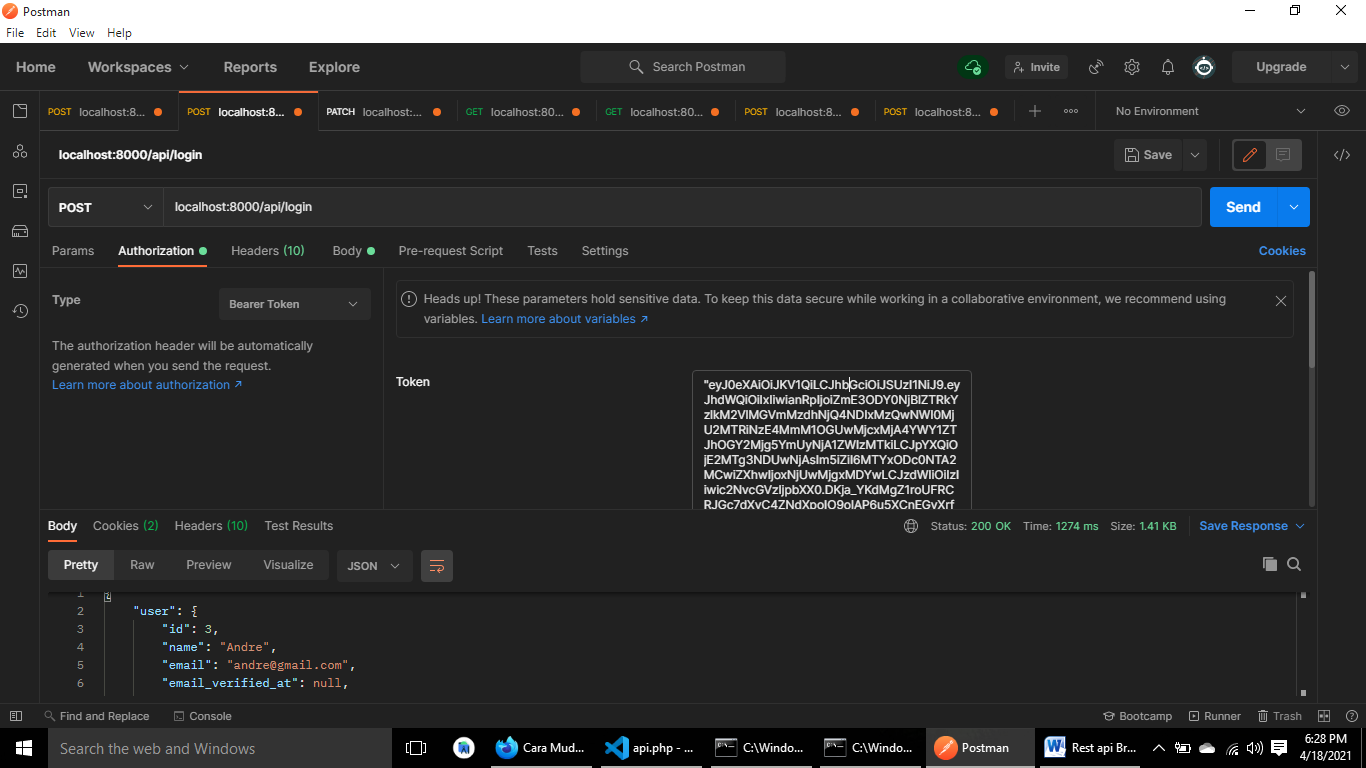 Postman
File Edit View Help
Home Workspaces Reports Explore Search Postman Invite Upgrade
POST localhost:8... POST localhost:8... PATCH localhost:... GET localhost:80... GET localhost:80... POST localhost:8... POST localhost:8... No Environment
localhost:8000/api/login Save
POST localhost:8000/api/login Send
Params Authorization Headers (10) Body Pre-request Script Tests Settings Cookies
Type Bearer Token
Heads up! These parameters hold sensitive data. To keep this data secure while working in a collaborative environment, we recommend using
variables. Learn more about variables
The authorization header will be automatically
generated when you send the request.
Learn more about authorization
Token
"eyJ0eXAiOiJKV1QiLCJhbGciOiJSUzI1NiJ9.ey
Body Cookies (2) Headers (10) Test Results Status: 200 OK Time: 1274 ms Size: 1.41 KB Save Response
Pretty Raw Preview Visualize JSON
1 {
2 "user": {
3 "id": 3,
4 "name": "Andre",
5 "email": "andre@gmail.com",
6 "email_verified_at": null,
Find and Replace Console Bootcamp Runner Trash
Search the web and Windows Cara Mud... api.php - ... C:\Windo... C:\Windo... Postman Rest api Br... 6:28 PM
4/18/2021